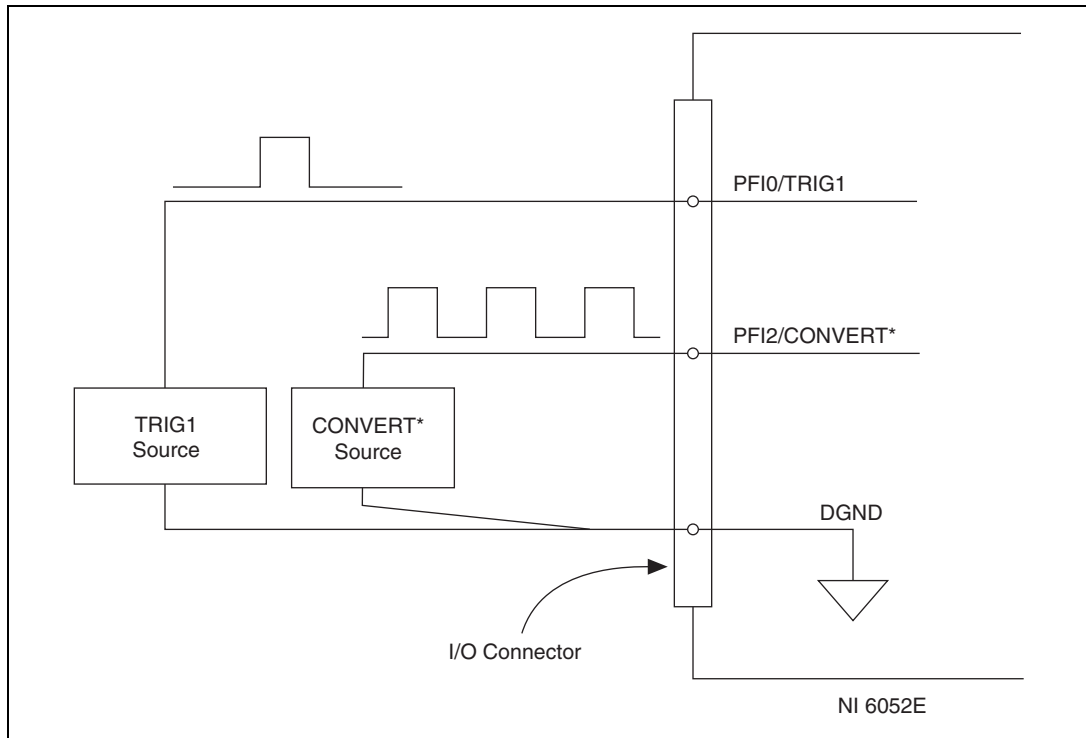 PFI0/TRIG1
PFI2/CONVERT*
TRIG1
Source
CONVERT*
Source
DGND
I/O Connector
NI 6052E